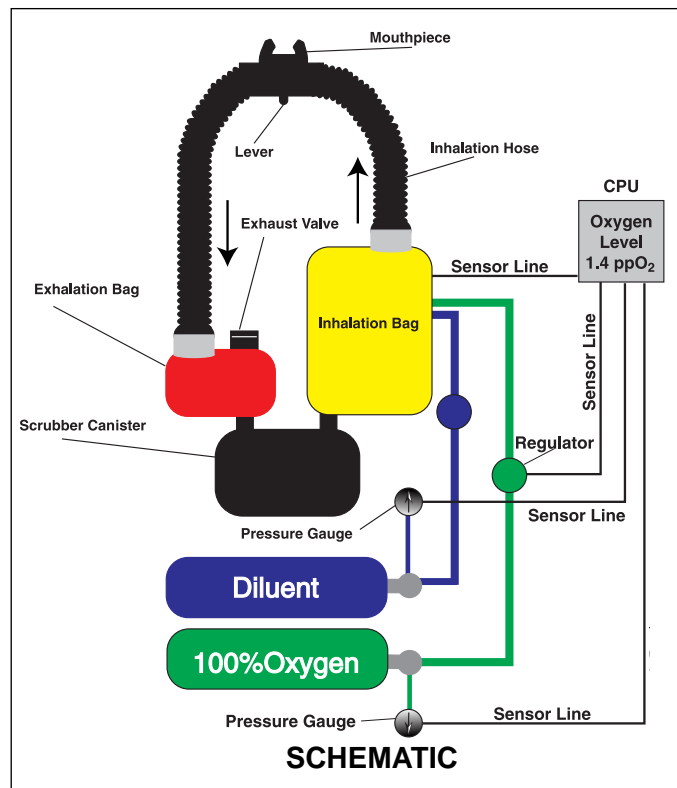 Mouthpiece
Lever
Inhalation Hose
CPU
Oxygen
Level
1.4 ppO₂
Exhaust Valve
Sensor Line
Exhalation Bag
Inhalation Bag
Sensor Line
Scrubber Canister
Regulator
Sensor Line
Pressure Gauge
Diluent
100%Oxygen
Pressure Gauge
Sensor Line
SCHEMATIC